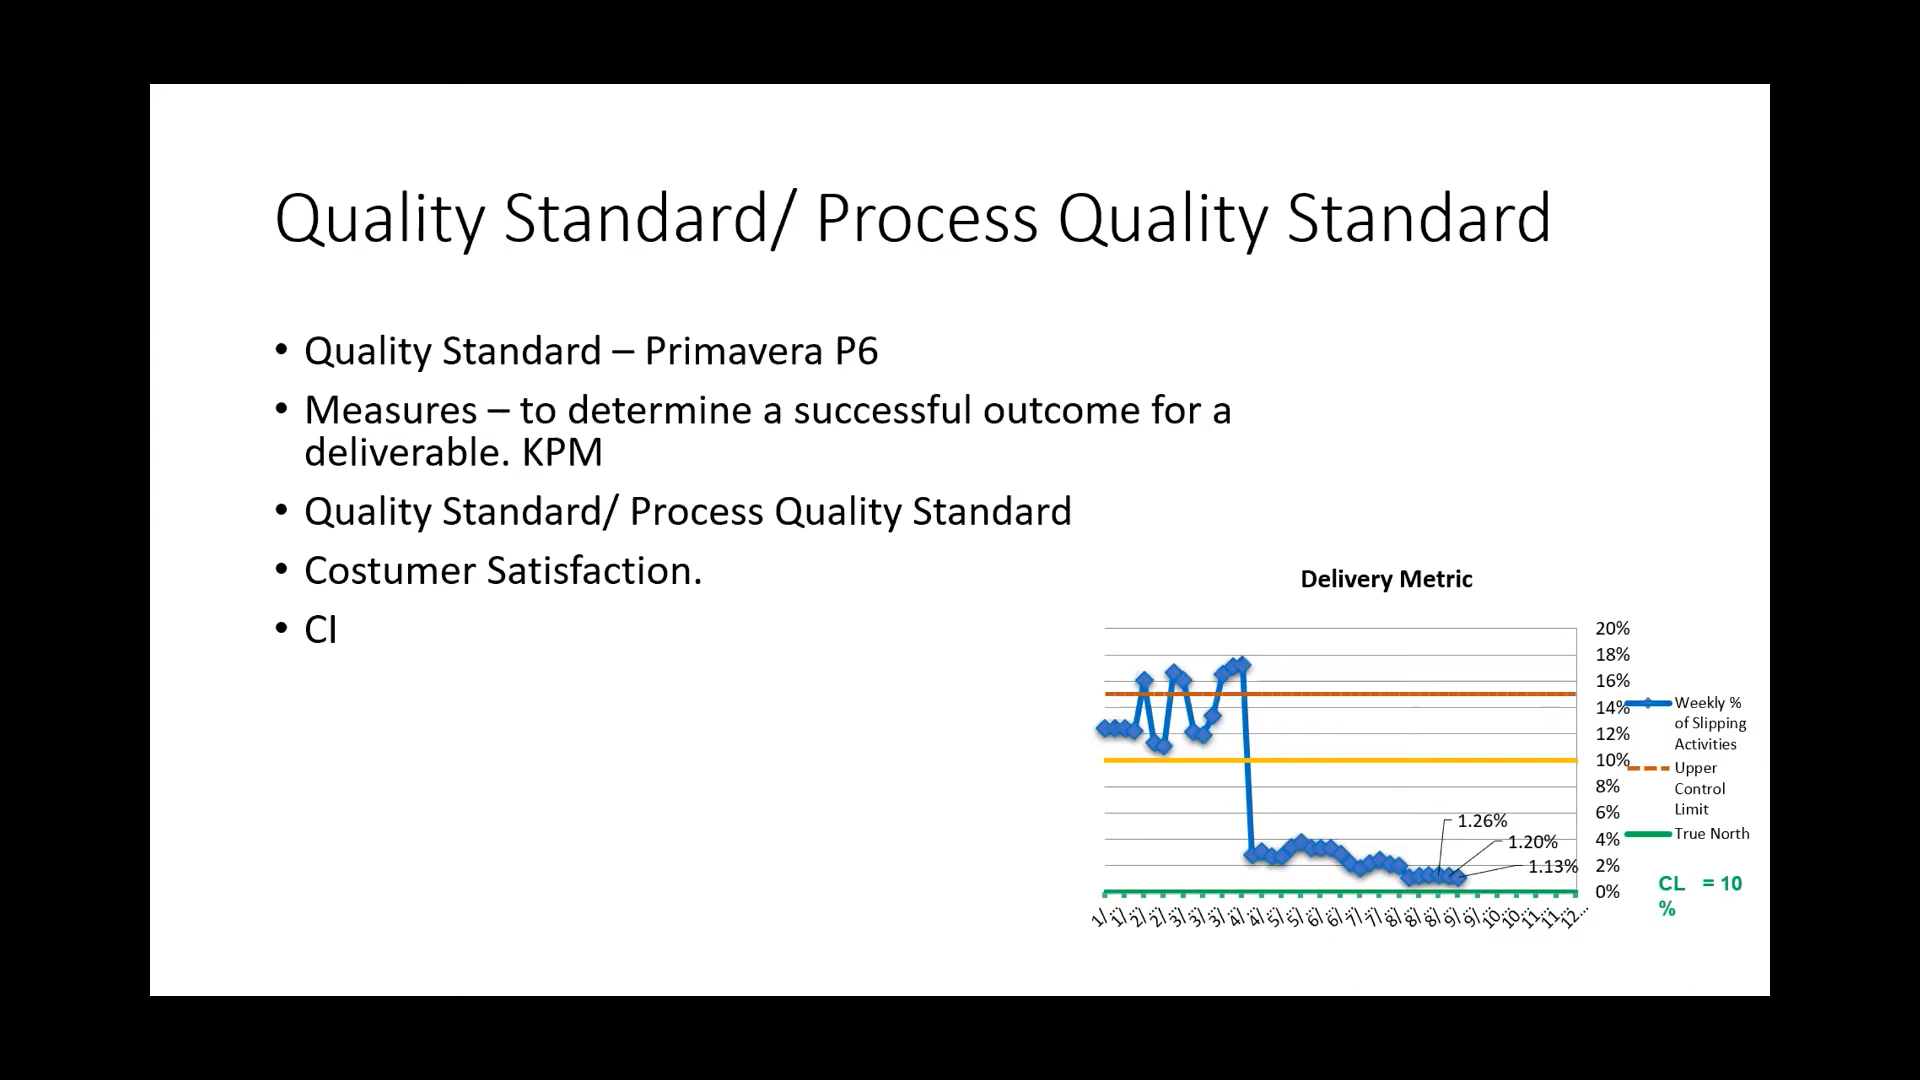 Quality Standard/ Process Quality Standard
• Quality Standard – Primavera P6
• Measures – to determine a successful outcome for a
deliverable. KPM
• Quality Standard/ Process Quality Standard
• Costumer Satisfaction.
• CI
Delivery Metric
20%
18%
16%
14%
12%
10%
8%
6%
4%
2%
0%
1.26%
1.20%
1.13%
Weekly %
of Slipping
Activities
Upper
Control
Limit
True North
CL = 10
%